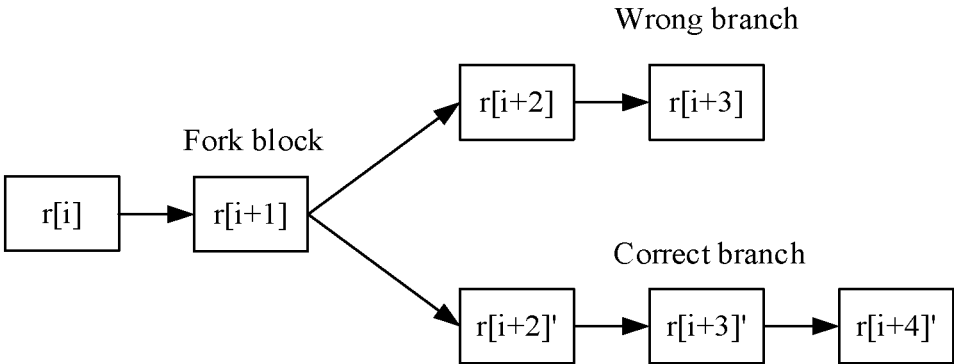 Wrong branch
r[i+2]
r[i+3]
Fork block
r[i]
r[i+1]
Correct branch
r[i+2]'
r[i+3]'
r[i+4]'